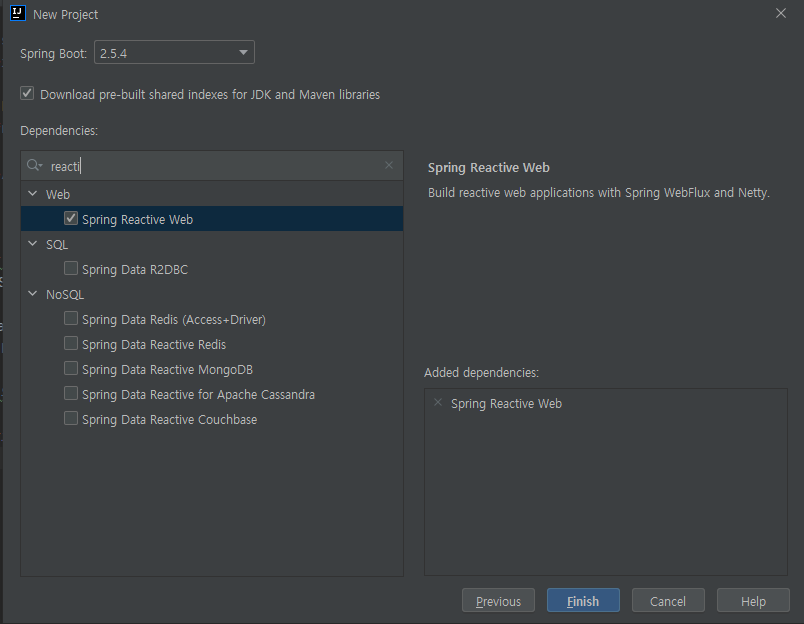 IJ
New Project
Spring Boot: 2.5.4
Download pre-built shared indexes for JDK and Maven libraries
Dependencies:
reacti
Web
Spring Reactive Web
SQL
Spring Data R2DBC
NoSQL
Spring Data Redis (Access+Driver)
Spring Data Reactive Redis
Spring Data Reactive MongoDB
Spring Data Reactive for Apache Cassandra
Spring Data Reactive Couchbase
Spring Reactive Web
Build reactive web applications with Spring WebFlux and Netty.
Added dependencies:
Spring Reactive Web
Previous Finish Cancel Help